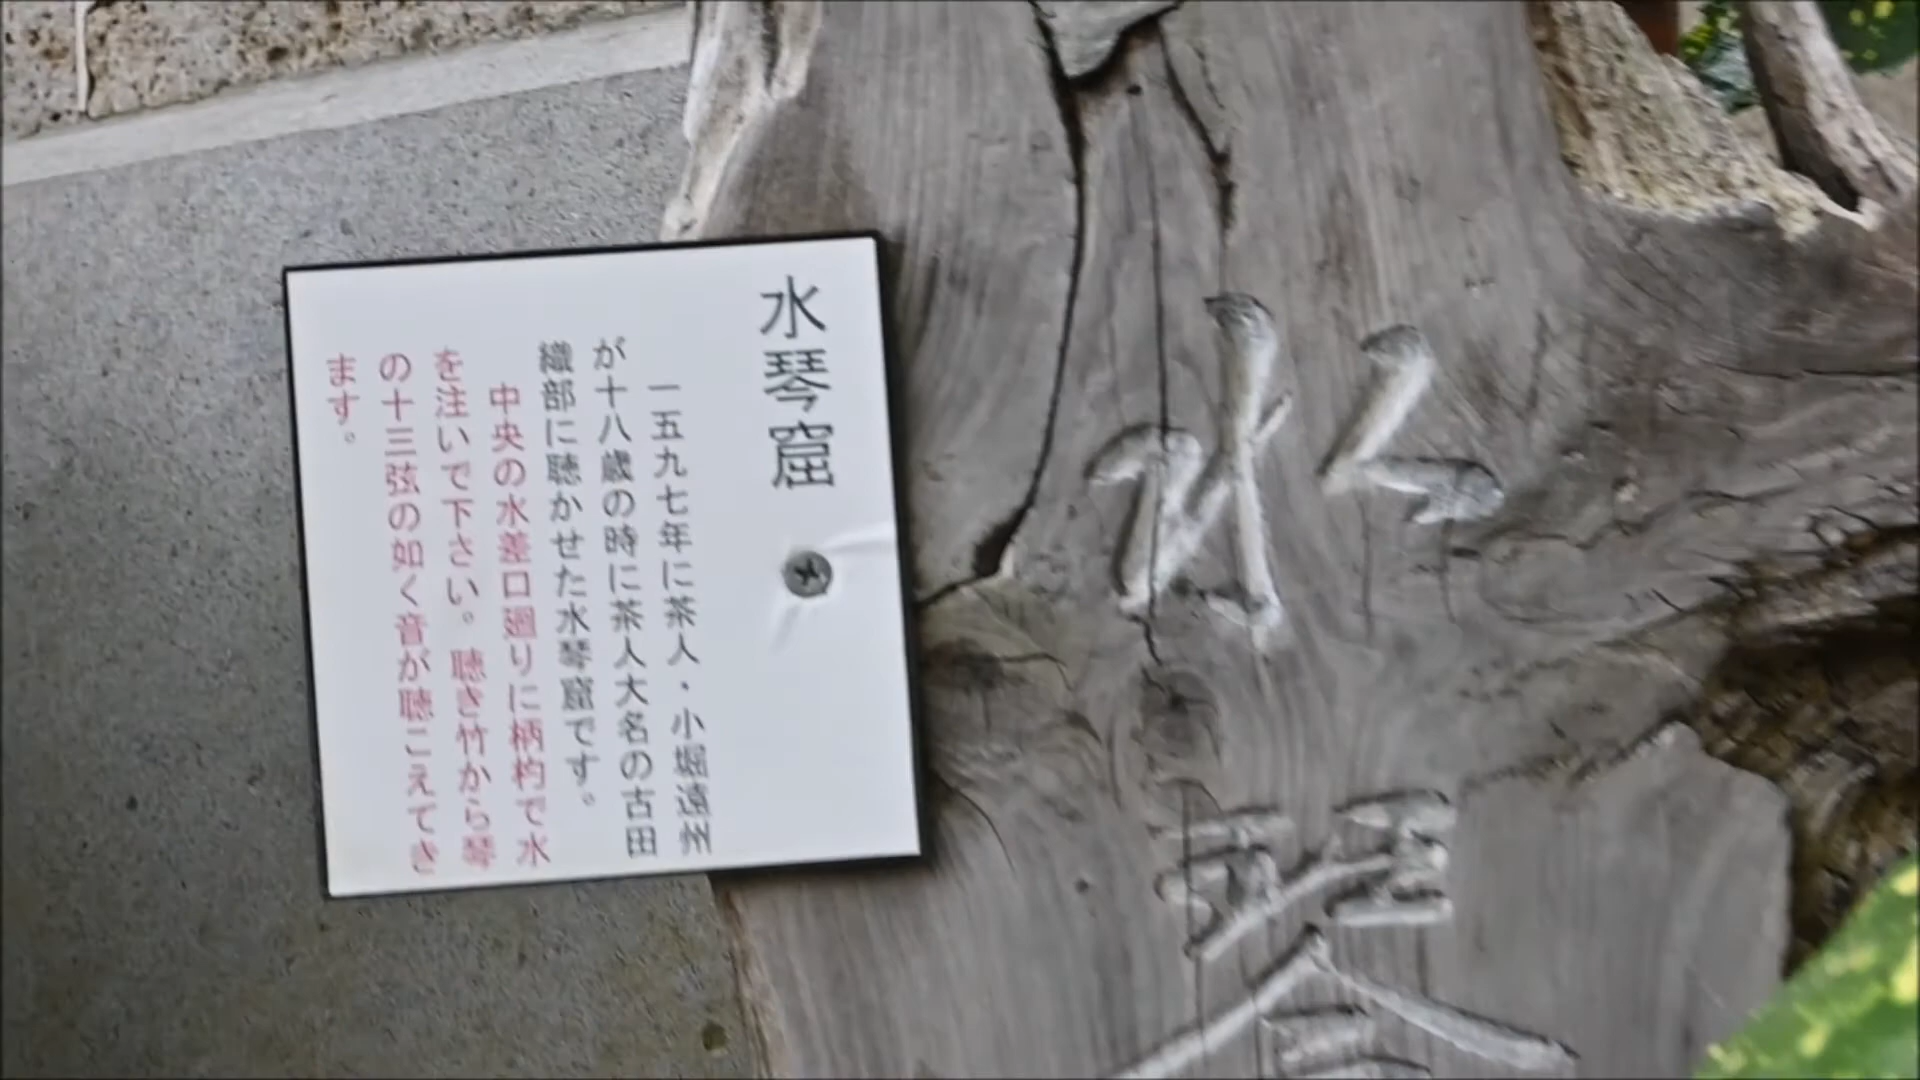 水琴窟
一五九七年に茶人・小堀遠州
が十八歳の時に茶人大名の古田
織部に聴かせた水琴窟です。
中央の水差口廻りに柄杓で水
を注いで下さい。聴き竹から琴
の十三弦の如く音が聴こえてき
ます。
水琴